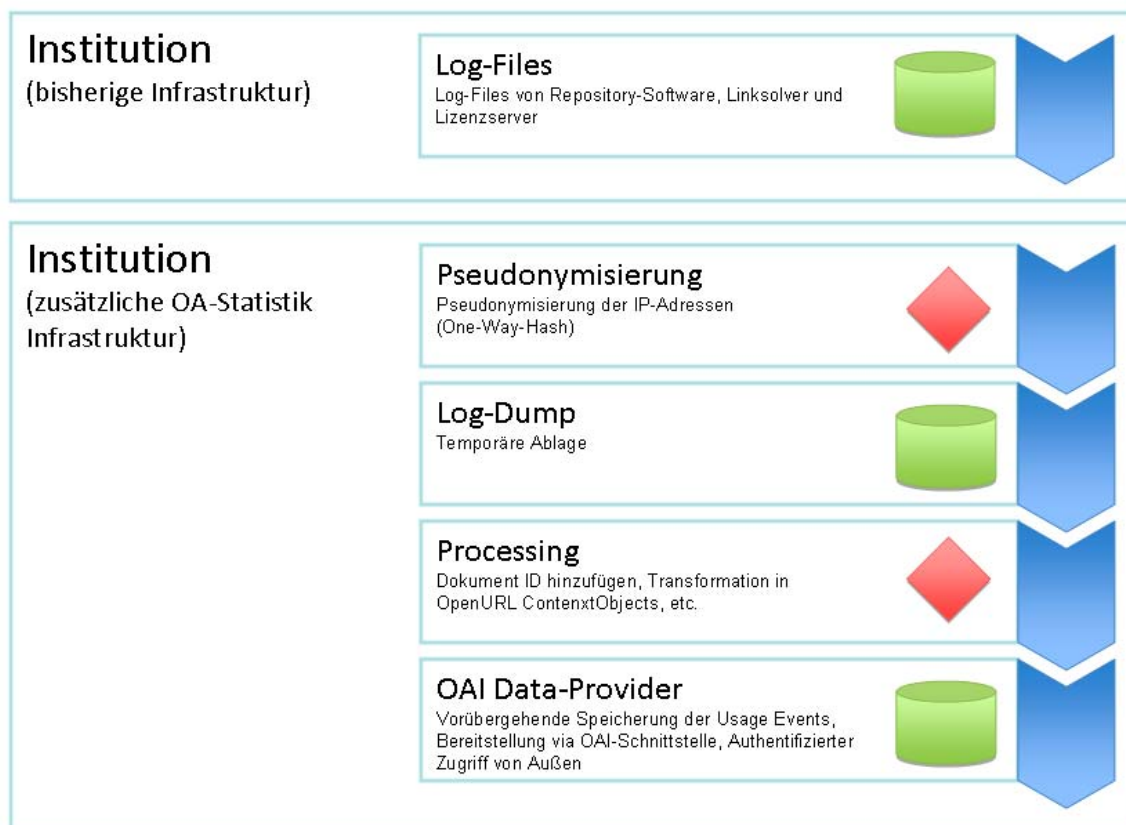 Institution
(bisherige Infrastruktur)
Log-Files
Log-Files von Repository-Software, Linksolver und
Lizenzserver
Institution
(zusätzliche OA-Statistik
Infrastruktur)
Pseudonymisierung
Pseudonymisierung der IP-Adressen
(One-Way-Hash)
Log-Dump
Temporäre Ablage
Processing
Dokument ID hinzufügen, Transformation in
OpenURL ContenxtObjects, etc.
OAI Data-Provider
Vorübergehende Speicherung der Usage Events,
Bereitstellung via OAI-Schnittstelle, Authentifizierter
Zugriff von Außen